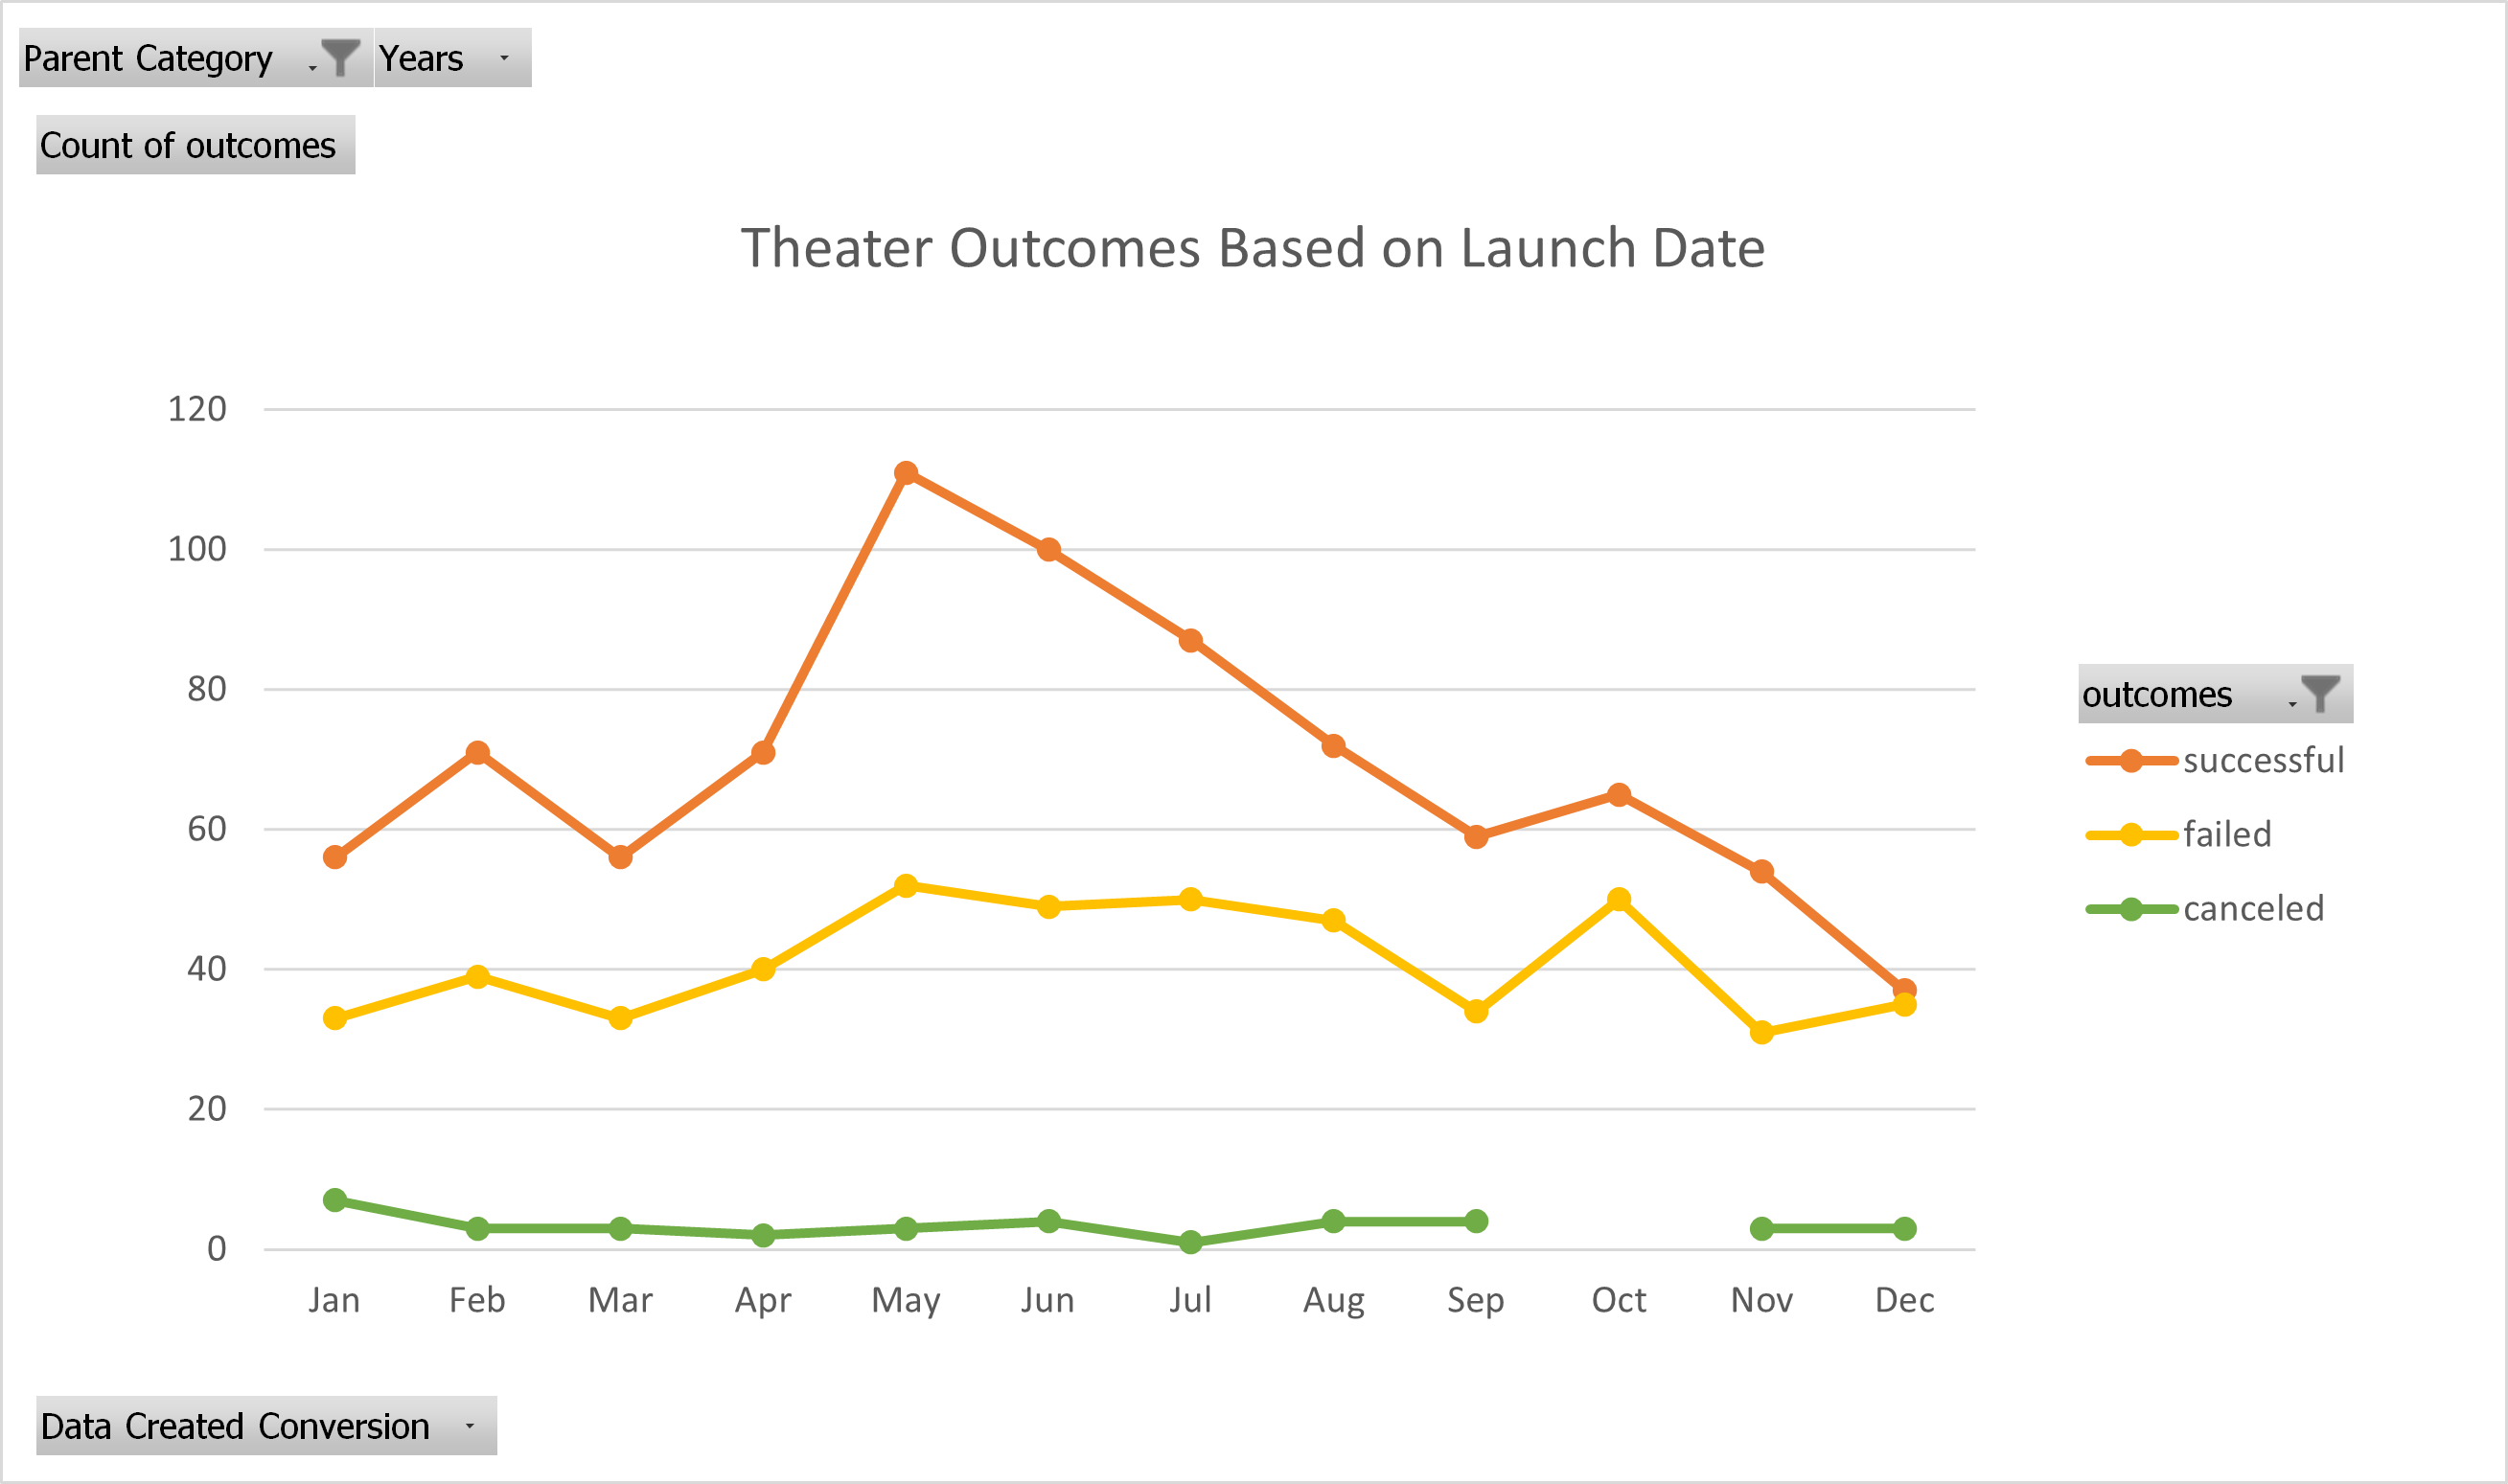 Parent Category Years
Count of outcomes
Theater Outcomes Based on Launch Date
120
100
80
60
40
20
0
Jan Feb Mar Apr May Jun Jul Aug Sep Oct Nov Dec
outcomes
successful
failed
canceled
Data Created Conversion